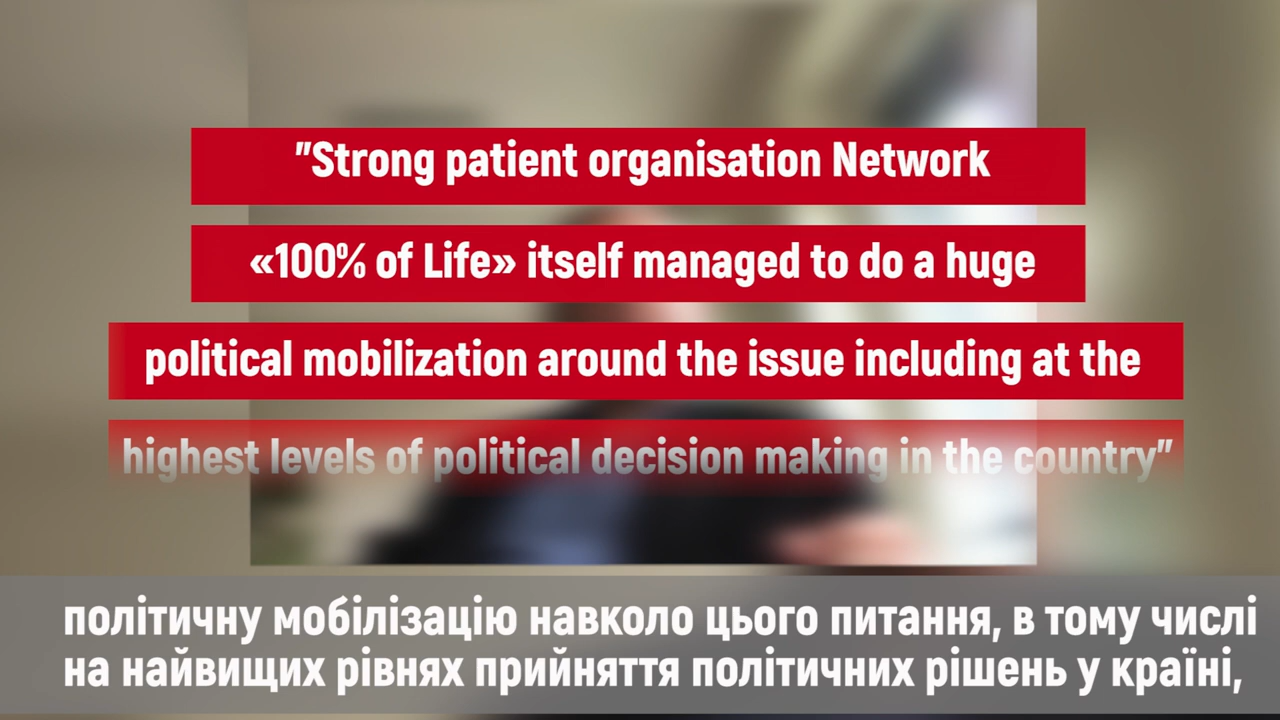 "Strong patient organisation Network
«100% of Life» itself managed to do a huge
political mobilization around the issue including at the
highest levels of political decision making in the country"
політичну мобілізацію навколо цього питання, в тому числі
на найвищих рівнях прийняття політичних рішень у країні,